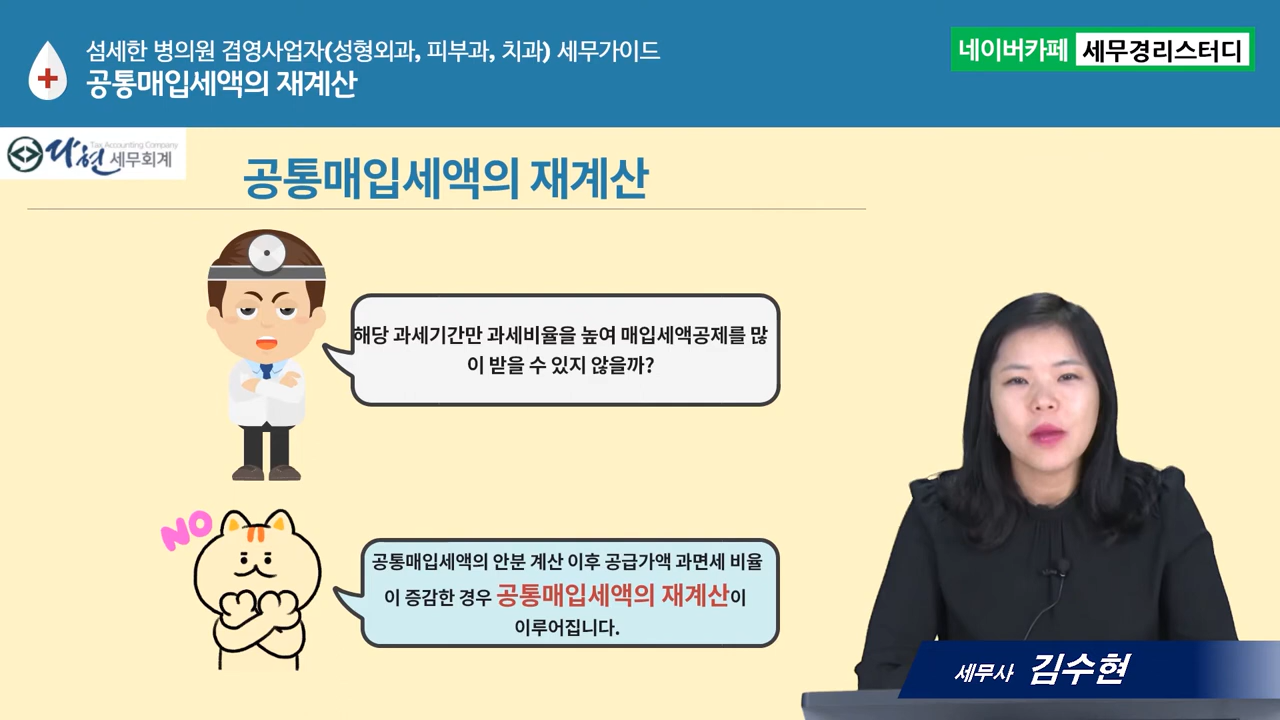 섬세한 병의원 겸영사업자(성형외과, 피부과, 치과) 세무가이드
공통매입세액의 재계산
네이버카페 세무경리스터디
Tax Accounting Company
다현 세무회계
공통매입세액의 재계산
해당 과세기간만 과세비율을 높여 매입세액공제를 많
이 받을 수 있지 않을까?
NO
공통매입세액의 안분 계산 이후 공급가액 과면세 비율
이 증감한 경우 공통매입세액의 재계산이
이루어집니다.
세무사 김수현